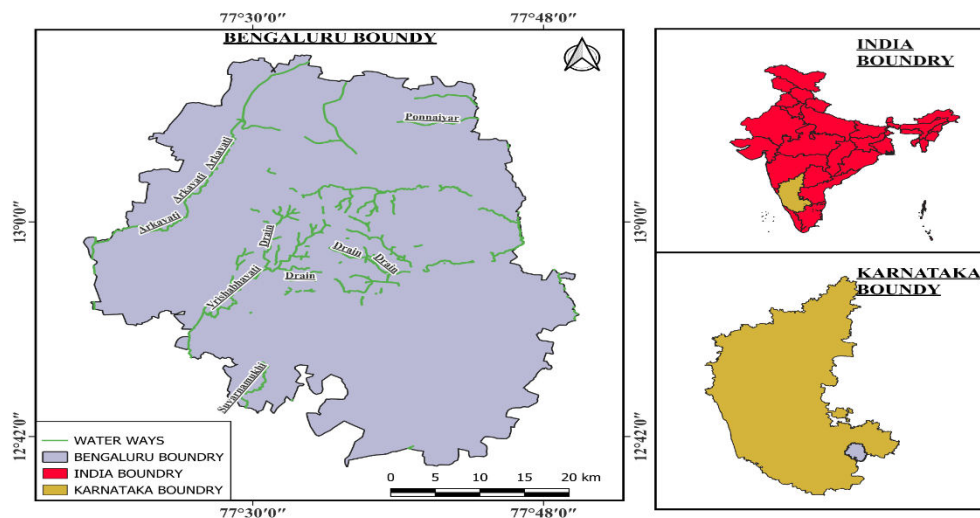 77°30'0"
77°48'0"
BENGALURU BOUNDY
Ponnaiyar
Arkavati
Arkavati
Arkavati
13°0'0"
13°0'0"
Drain
Drain
Drain
Drain
Vrishabhavati
Suvarnamukhi
12°42'0"
12°42'0"
WATER WAYS
BENGALURU BOUNDRY
INDIA BOUNDRY
KARNATAKA BOUNDRY
0 5 10 15 20 km
77°30'0"
77°48'0"
INDIA
BOUNDRY
KARNATAKA
BOUNDY